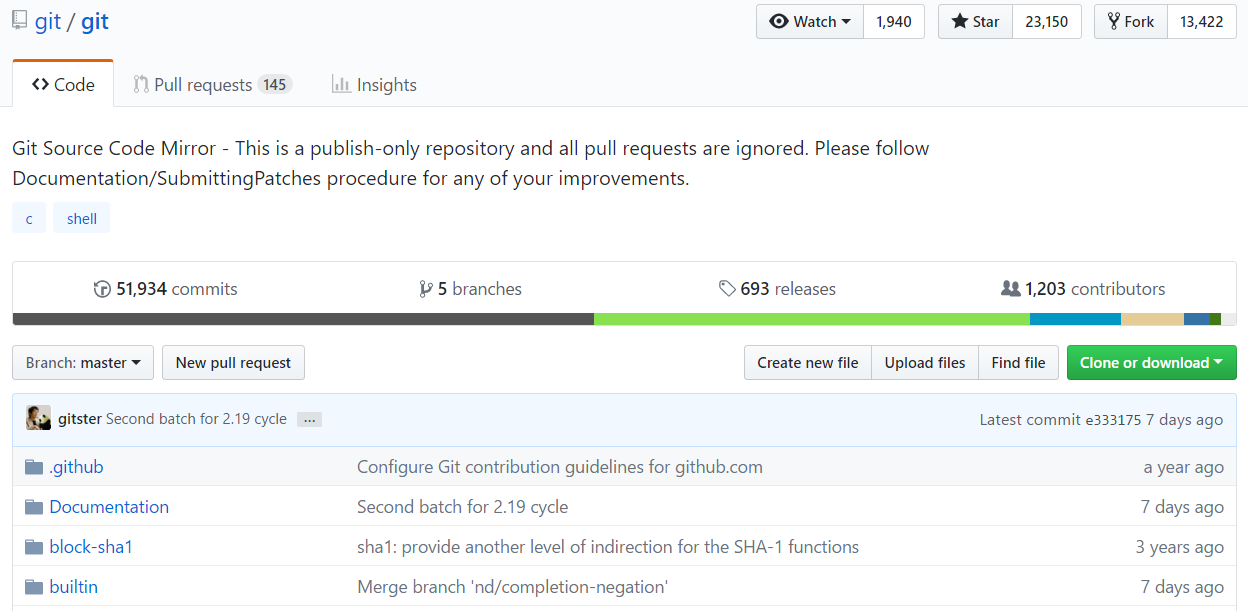 git / git Watch 1,940 Star 23,150 Fork 13,422
Code Pull requests 145 Insights
Git Source Code Mirror - This is a publish-only repository and all pull requests are ignored. Please follow
Documentation/SubmittingPatches procedure for any of your improvements.
c shell
51,934 commits 5 branches 693 releases 1,203 contributors
Branch: master New pull request Create new file Upload files Find file Clone or download
gitster Second batch for 2.19 cycle ... Latest commit e333175 7 days ago
.github Configure Git contribution guidelines for github.com a year ago
Documentation Second batch for 2.19 cycle 7 days ago
block-sha1 sha1: provide another level of indirection for the SHA-1 functions 3 years ago
builtin Merge branch 'nd/completion-negation' 7 days ago